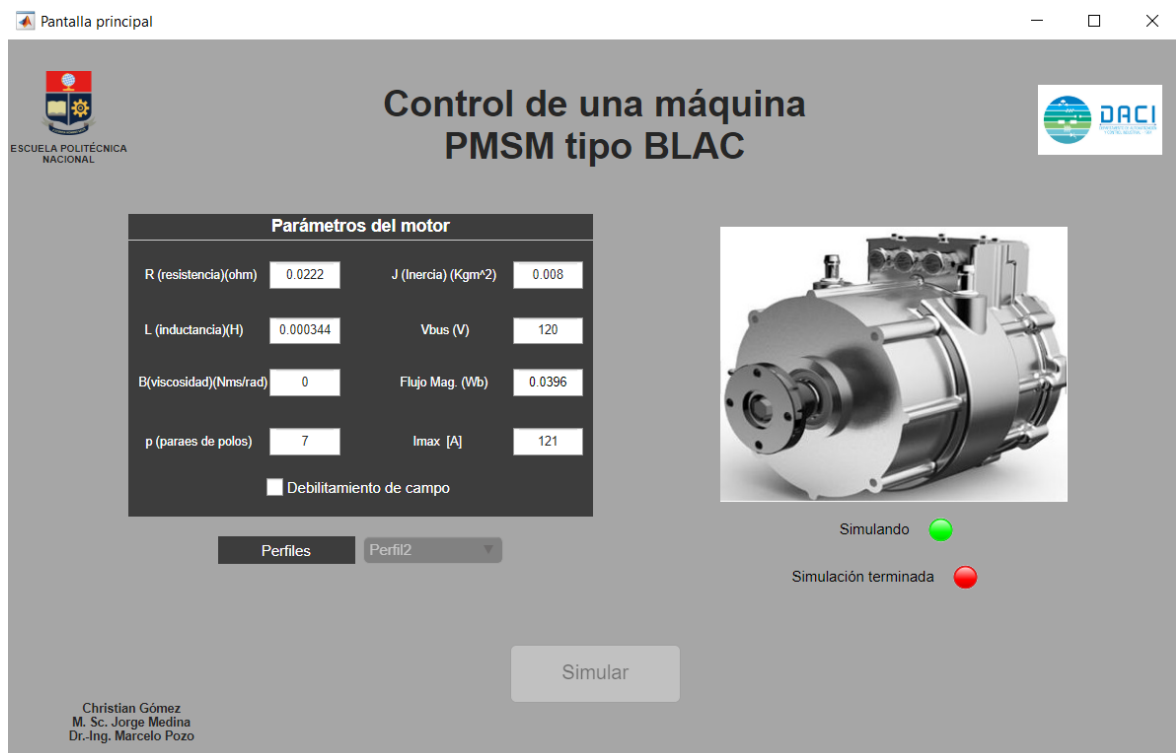 Pantalla principal
ESCUELA POLITÉCNICA
NACIONAL
Control de una máquina
PMSM tipo BLAC
DACI
Parámetros del motor
R (resistencia)(ohm) 0.0222 J (Inercia) (Kgm^2) 0.008
L (inductancia)(H) 0.000344 Vbus (V) 120
B(viscosidad)(Nms/rad) 0 Flujo Mag. (Wb) 0.0396
p (paraes de polos) 7 Imax [A] 121
Debilitamiento de campo
Perfiles Perfil2
Simulando
Simulación terminada
Simular
Christian Gómez
M. Sc. Jorge Medina
Dr.-Ing. Marcelo Pozo